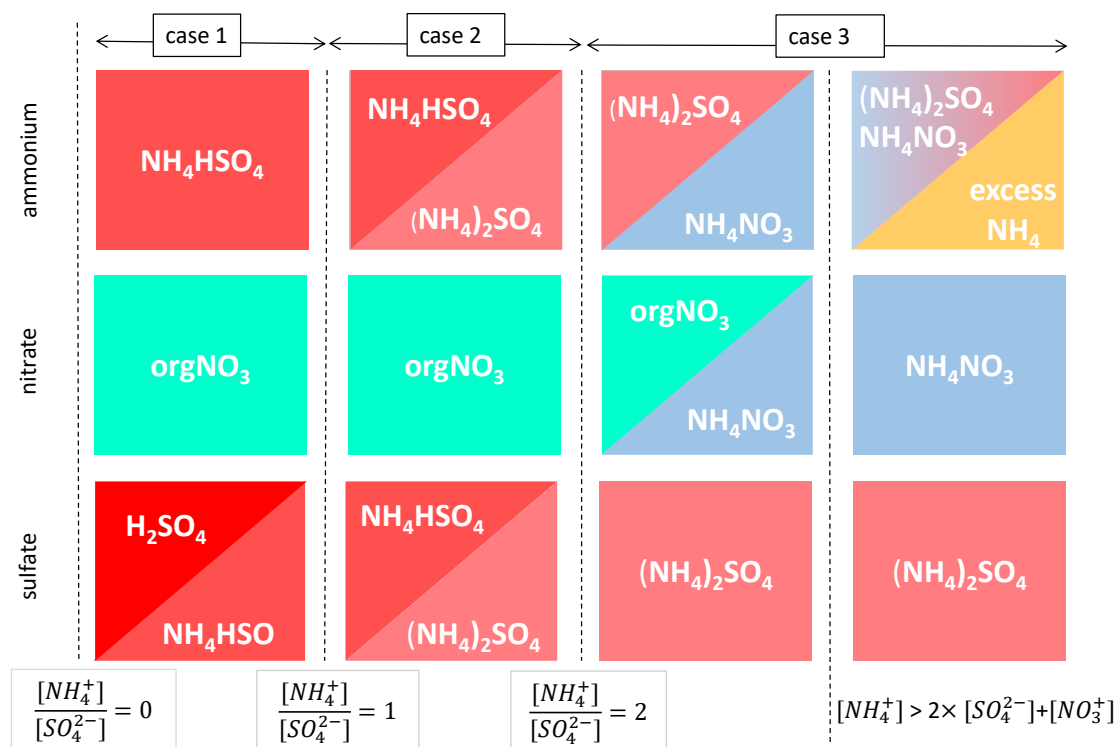 case 1
case 2
case 3
ammonium
NH₄HSO₄
NH₄HSO₄
(NH₄)₂SO₄
(NH₄)₂SO₄
NH₄NO₃
(NH₄)₂SO₄
NH₄NO₃
excess
NH₄
nitrate
orgNO₃
orgNO₃
orgNO₃
NH₄NO₃
NH₄NO₃
sulfate
H₂SO₄
NH₄HSO
NH₄HSO₄
(NH₄)₂SO₄
(NH₄)₂SO₄
(NH₄)₂SO₄
[NH₄⁺]/[SO₄²⁻] = 0
[NH₄⁺]/[SO₄²⁻] = 1
[NH₄⁺]/[SO₄²⁻] = 2
[NH₄⁺] > 2× [SO₄²⁻]+[NO₃⁺]